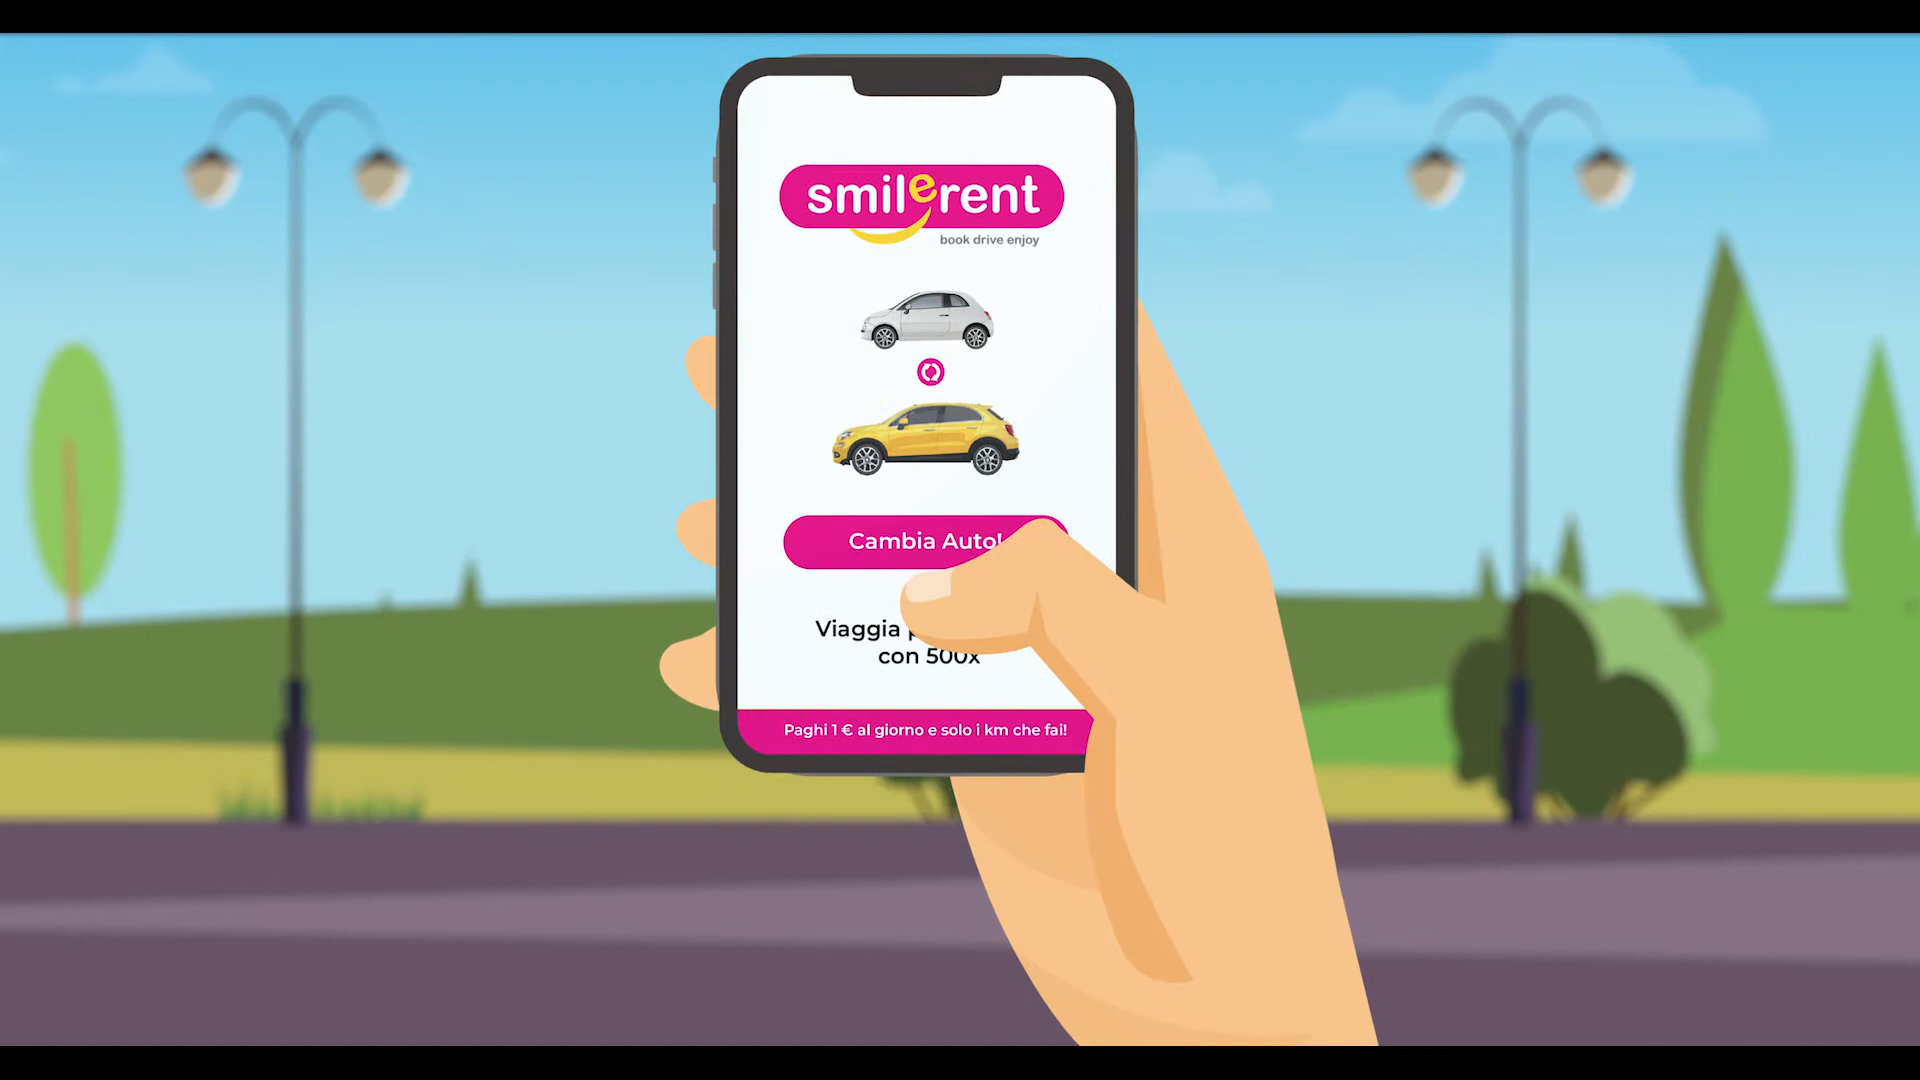 smilerent
book drive enjoy
Cambia Auto!
Viaggia
con 500x
Paghi 1 € al giorno e solo i km che fai!